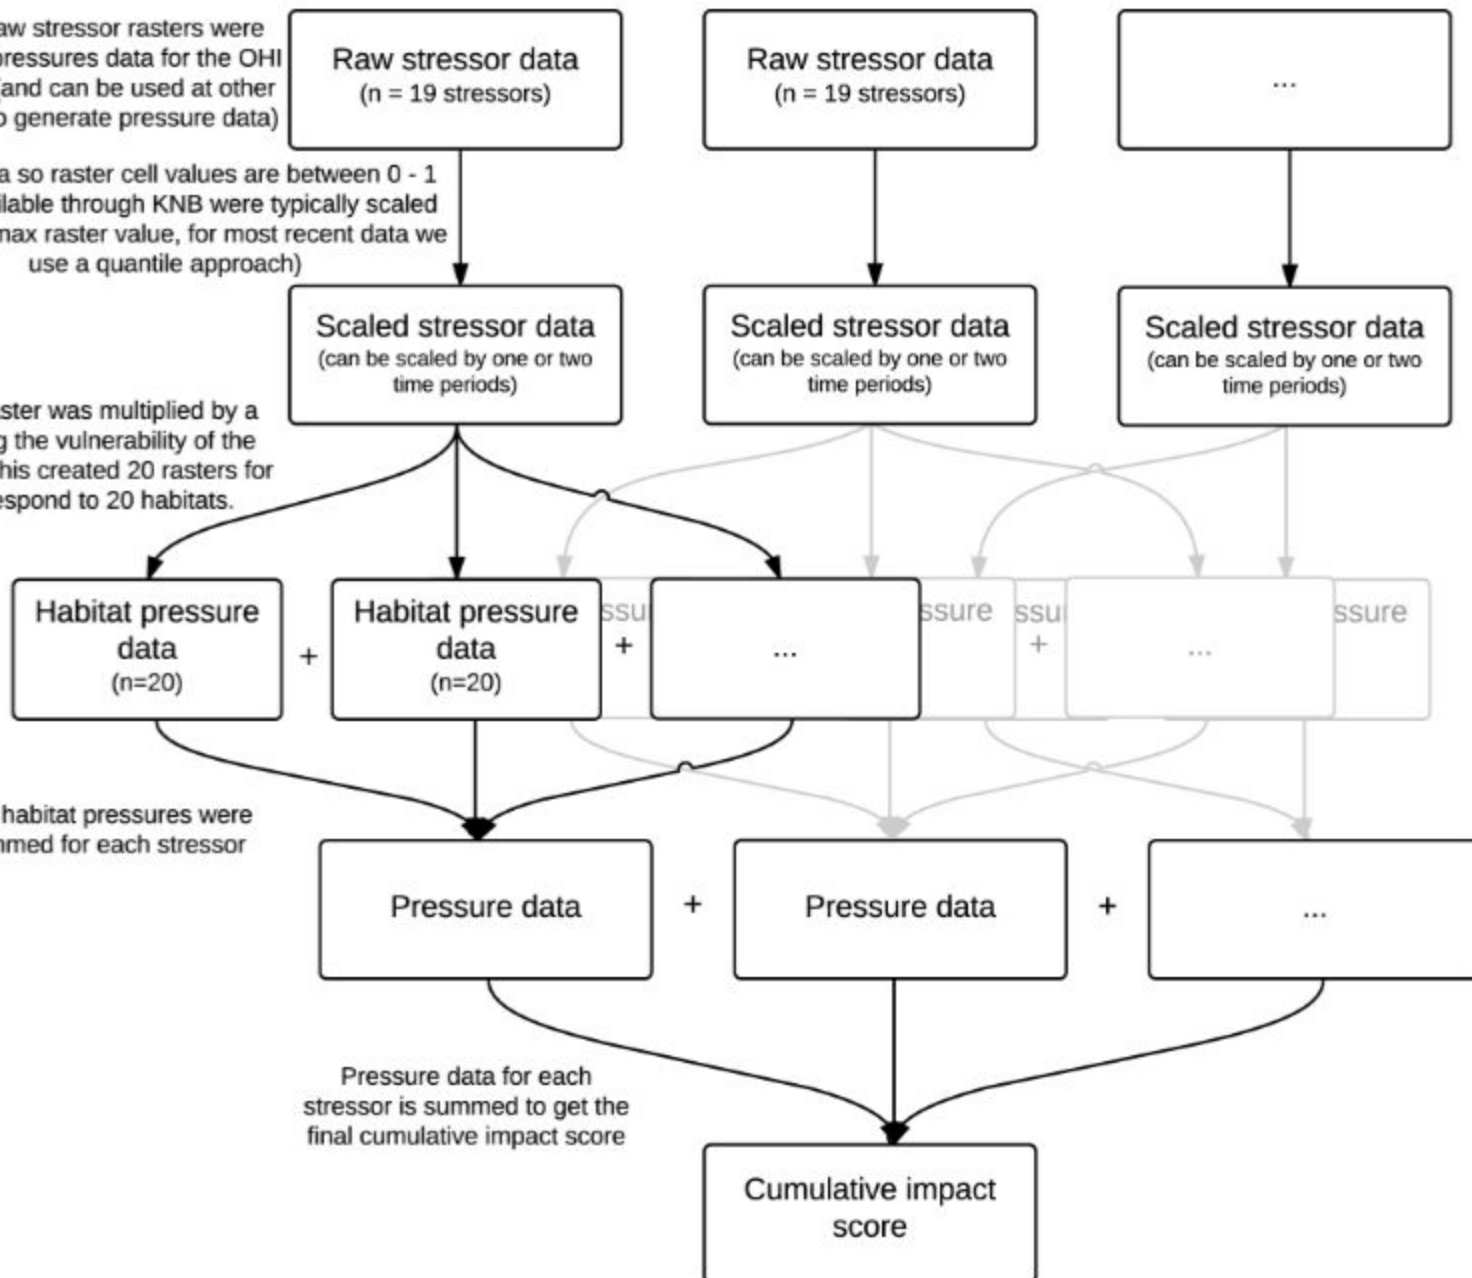 aw stressor rasters were
ressures data for the OHI
(and can be used at other
o generate pressure data)
Raw stressor data
(n = 19 stressors)
Raw stressor data
(n = 19 stressors)
...
a so raster cell values are between 0 - 1
ilable through KNB were typically scaled
max raster value, for most recent data we
use a quantile approach)
Scaled stressor data
(can be scaled by one or two
time periods)
Scaled stressor data
(can be scaled by one or two
time periods)
Scaled stressor data
(can be scaled by one or two
time periods)
ster was multiplied by a
g the vulnerability of the
his created 20 rasters for
espond to 20 habitats.
Habitat pressure
data
(n=20)
+
Habitat pressure
data
(n=20)
ssu
+
...
ssure
ssu
+
...
ssure
habitat pressures were
mmed for each stressor
Pressure data
+
Pressure data
+
...
Pressure data for each
stressor is summed to get the
final cumulative impact score
Cumulative impact
score